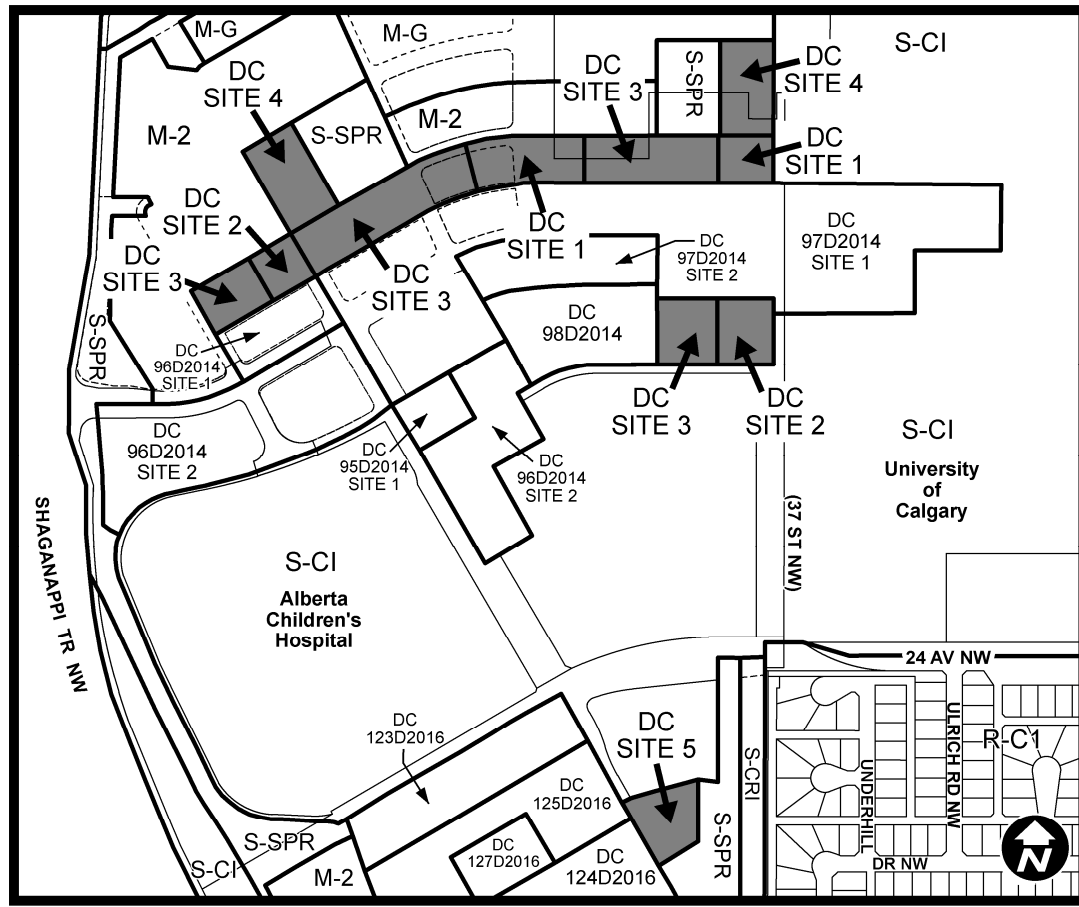 M-G
M-G
S-CI
DC
SITE 4
DC
SITE 3
S-SPR
DC
SITE 4
M-2
S-SPR
M-2
DC
SITE 1
DC
SITE 2
DC
SITE 1
DC
SITE 3
DC
SITE 3
DC
97D2014
SITE 2
DC
97D2014
SITE 1
S-SPR
DC
96D2014
SITE 1
DC
98D2014
DC
SITE 3
DC
SITE 2
DC
96D2014
SITE 2
DC
95D2014
SITE 1
DC
96D2014
SITE 2
S-CI
University
of
Calgary
SHAGANAPPI TR NW
(37 ST NW)
S-CI
Alberta
Children's
Hospital
24 AV NW
DC
123D2016
DC
SITE 5
S-CRI
ULRICH RD NW
R-C1
UNDERHILL
DC
125D2016
S-SPR
S-SPR
DC
127D2016
DC
124D2016
S-CI
M-2
DR NW
N